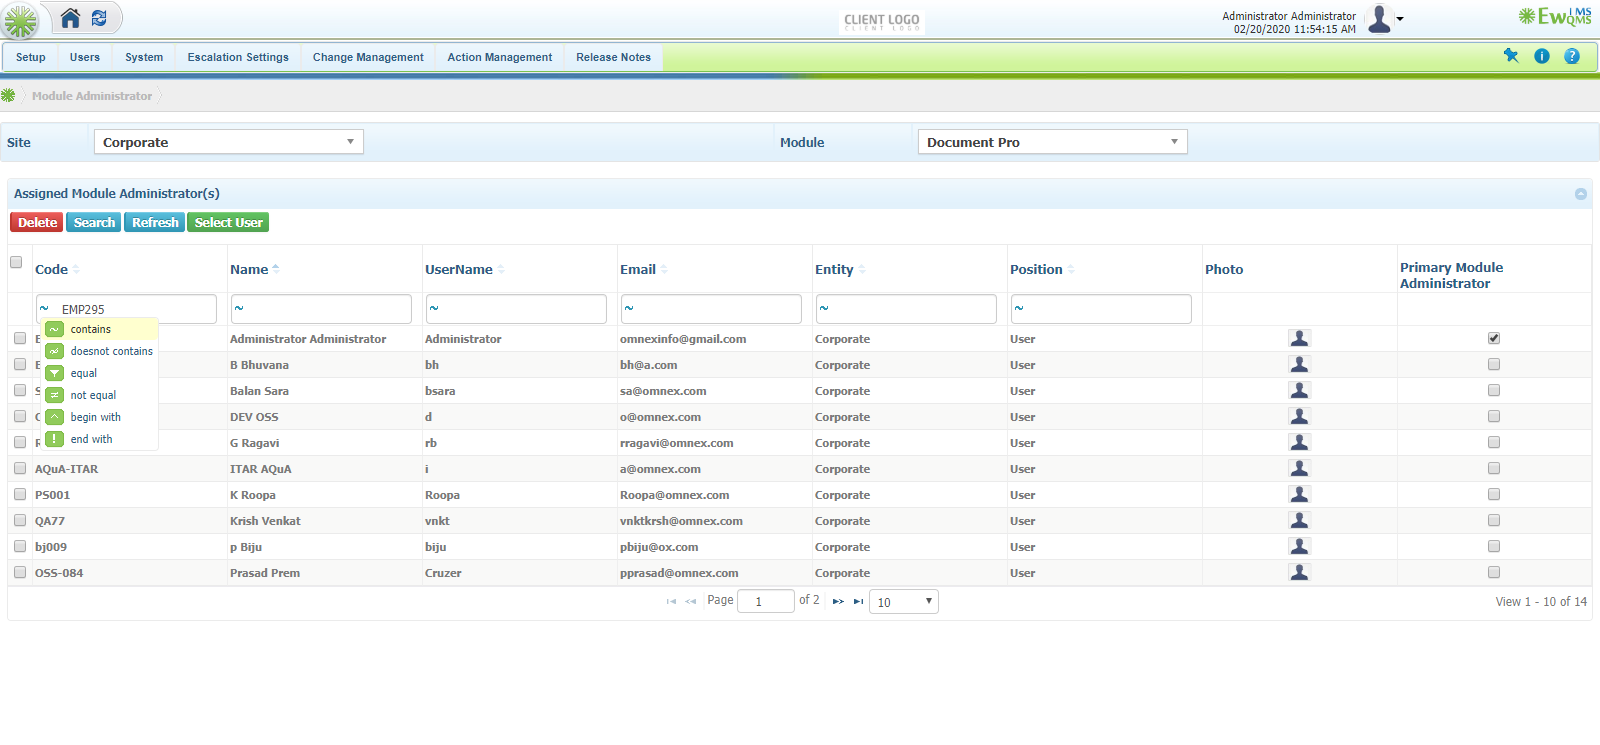 CLIENT LOGO
Administrator Administrator
02/20/2020 11:54:15 AM
EwIMS
QMS
Setup Users System Escalation Settings Change Management Action Management Release Notes
Module Administrator
Site Corporate Module Document Pro
Assigned Module Administrator(s)
Delete Search Refresh Select User
Code Name UserName Email Entity Position Photo Primary Module
Administrator
~ EMP295 ~ ~ ~ ~ ~
contains
doesnot contains
equal
not equal
begin with
end with
E Administrator Administrator Administrator omnexinfo@gmail.com Corporate User
B Bhuvana bh bh@a.com Corporate User
S Balan Sara bsara sa@omnex.com Corporate User
DEV OSS d o@omnex.com Corporate User
R G Ragavi rb rragavi@omnex.com Corporate User
AQuA-ITAR ITAR AQuA i a@omnex.com Corporate User
PS001 K Roopa Roopa Roopa@omnex.com Corporate User
QA77 Krish Venkat vnkt vnktkrsh@omnex.com Corporate User
bj009 p Biju biju pbiju@ox.com Corporate User
OSS-084 Prasad Prem Cruzer pprasad@omnex.com Corporate User
Page 1 of 2 10 View 1 - 10 of 14